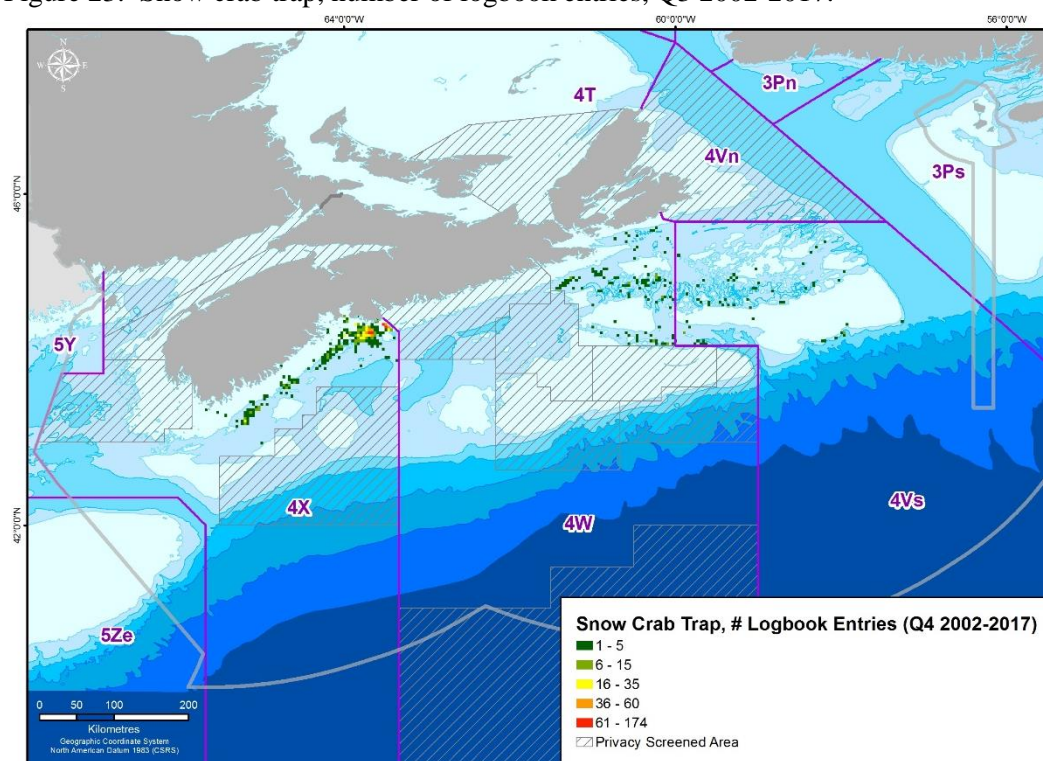 Figure 23. Snow crab trap, number of logbook entries, Q3 2002-2017.
64°0'0"W
60°0'0"W
56°0'0"W
N
W E
S
4T
3Pn
4Vn
3Ps
46°0'0"N
5Y
42°0'0"N
4X
4W
4Vs
5Ze
0 50 100 200
Kilometres
Geographic Coordinate System
North American Datum 1983 (CSRS)
Snow Crab Trap, # Logbook Entries (Q4 2002-2017)
1 - 5
6 - 15
16 - 35
36 - 60
61 - 174
Privacy Screened Area